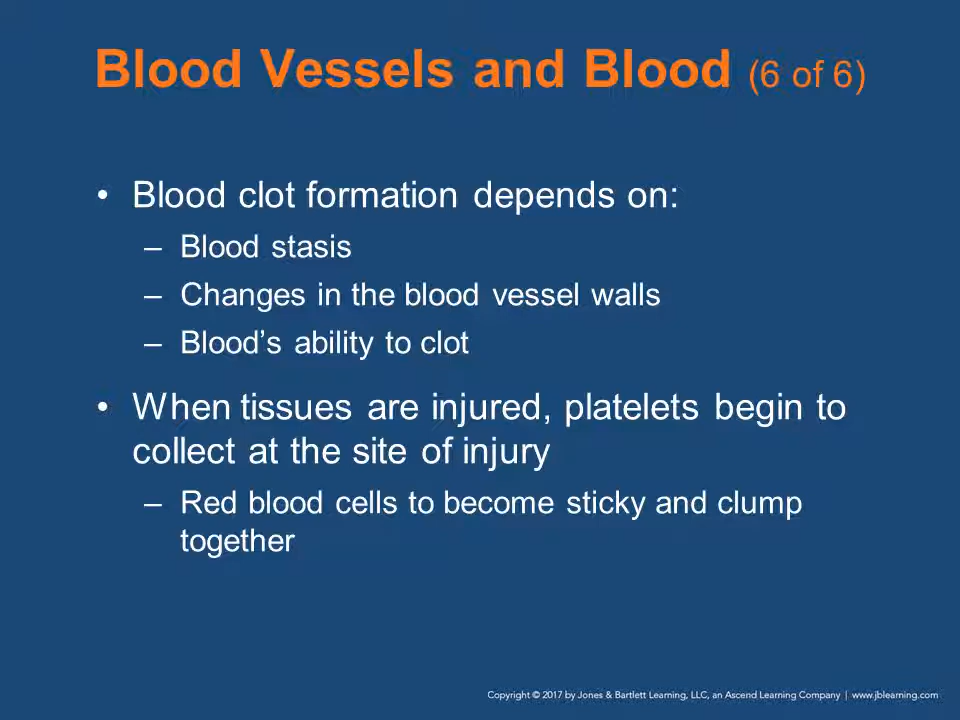 Blood Vessels and Blood (6 of 6)
• Blood clot formation depends on:
– Blood stasis
– Changes in the blood vessel walls
– Blood’s ability to clot
• When tissues are injured, platelets begin to
collect at the site of injury
– Red blood cells to become sticky and clump
together
Copyright © 2017 by Jones & Bartlett Learning, LLC, an Ascend Learning Company | www.jblearning.com